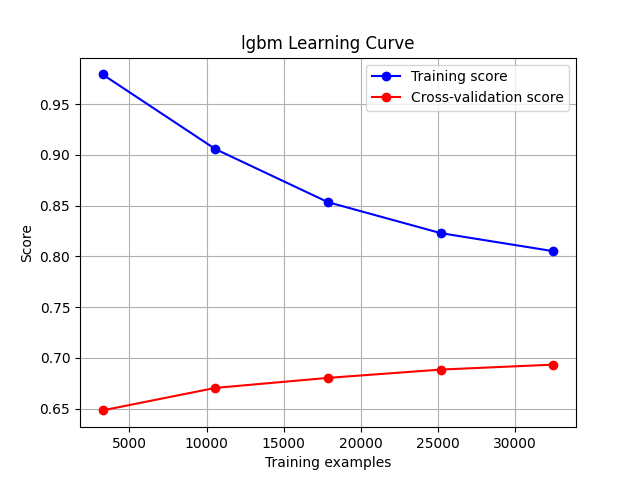 lgbm Learning Curve
Training score
Cross-validation score
Score
0.95
0.90
0.85
0.80
0.75
0.70
0.65
5000 10000 15000 20000 25000 30000
Training examples